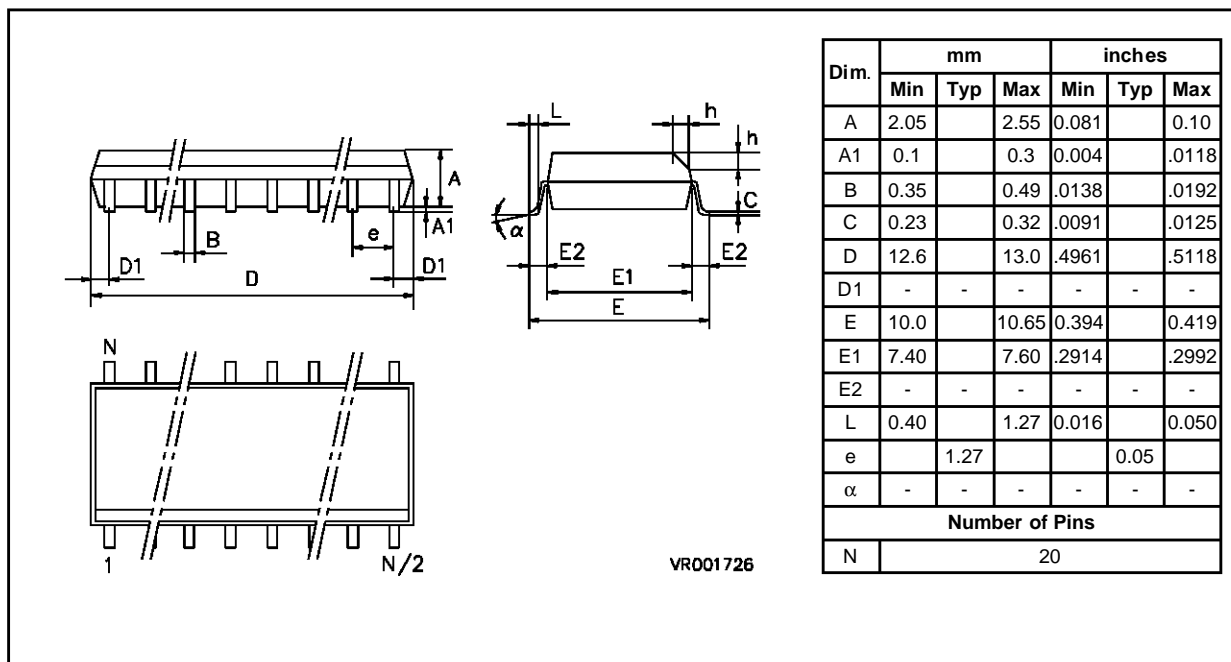 L
h
h
A
C
A1
α
B
e
E2
E2
D1
D1
E1
D
E
N
1
N/2
VR001726
Dim. mm inches
Min Typ Max Min Typ Max
A 2.05 2.55 0.081 0.10
A1 0.1 0.3 0.004 .0118
B 0.35 0.49 .0138 .0192
C 0.23 0.32 .0091 .0125
D 12.6 13.0 .4961 .5118
D1 - - - - - -
E 10.0 10.65 0.394 0.419
E1 7.40 7.60 .2914 .2992
E2 - - - - - -
L 0.40 1.27 0.016 0.050
e 1.27 0.05
α - - - - - -
Number of Pins
N 20